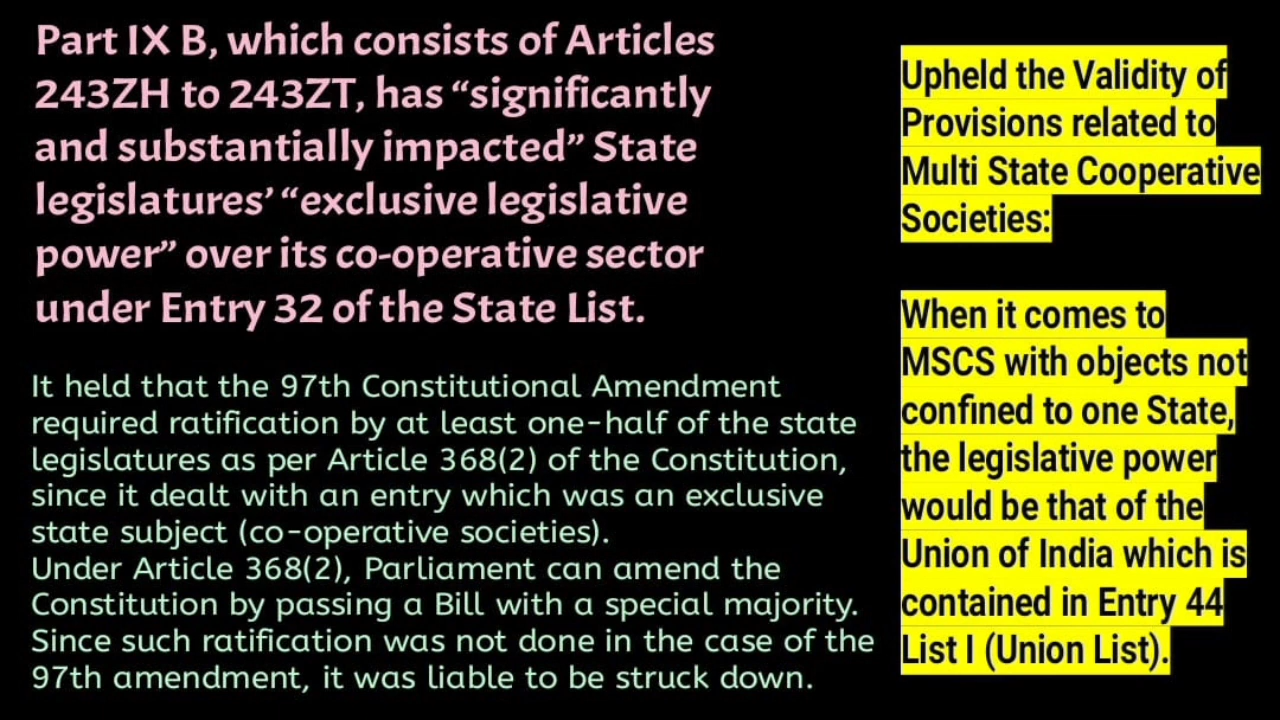 Part IX B, which consists of Articles
243ZH to 243ZT, has “significantly
and substantially impacted” State
legislatures’ “exclusive legislative
power” over its co-operative sector
under Entry 32 of the State List.
It held that the 97th Constitutional Amendment
required ratification by at least one-half of the state
legislatures as per Article 368(2) of the Constitution,
since it dealt with an entry which was an exclusive
state subject (co-operative societies).
Under Article 368(2), Parliament can amend the
Constitution by passing a Bill with a special majority.
Since such ratification was not done in the case of the
97th amendment, it was liable to be struck down.
Upheld the Validity of
Provisions related to
Multi State Cooperative
Societies:
When it comes to
MSCS with objects not
confined to one State,
the legislative power
would be that of the
Union of India which is
contained in Entry 44
List I (Union List).